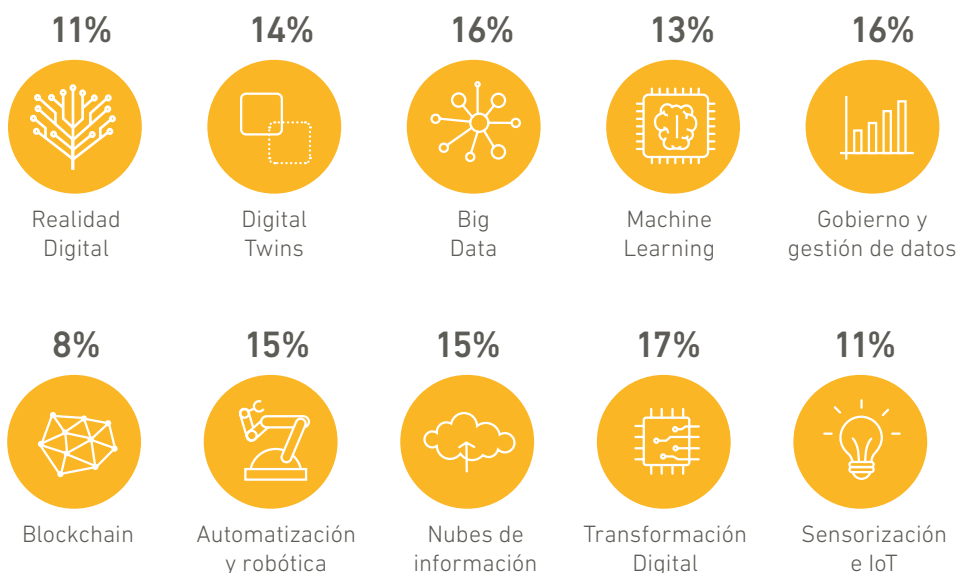 11%
14%
16%
13%
16%
Realidad
Digital
Digital
Twins
Big
Data
Machine
Learning
Gobierno y
gestión de datos
8%
15%
15%
17%
11%
Blockchain
Automatización
y robótica
Nubes de
información
Transformación
Digital
Sensorización
e IoT